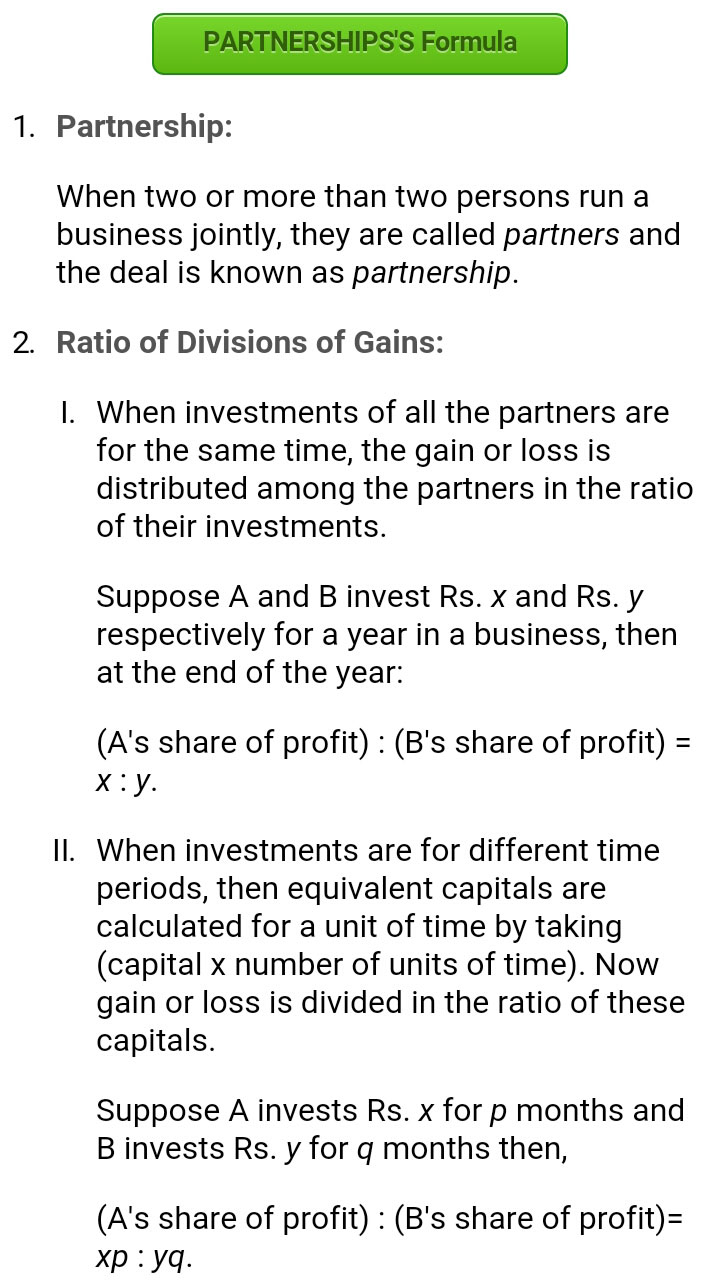 PARTNERSHIPS'S Formula
1. Partnership:
When two or more than two persons run a
business jointly, they are called partners and
the deal is known as partnership.
2. Ratio of Divisions of Gains:
I. When investments of all the partners are
for the same time, the gain or loss is
distributed among the partners in the ratio
of their investments.
Suppose A and B invest Rs. x and Rs. y
respectively for a year in a business, then
at the end of the year:
(A's share of profit) : (B's share of profit) =
x : y.
II. When investments are for different time
periods, then equivalent capitals are
calculated for a unit of time by taking
(capital x number of units of time). Now
gain or loss is divided in the ratio of these
capitals.
Suppose A invests Rs. x for p months and
B invests Rs. y for q months then,
(A's share of profit) : (B's share of profit)=
xp : yq.